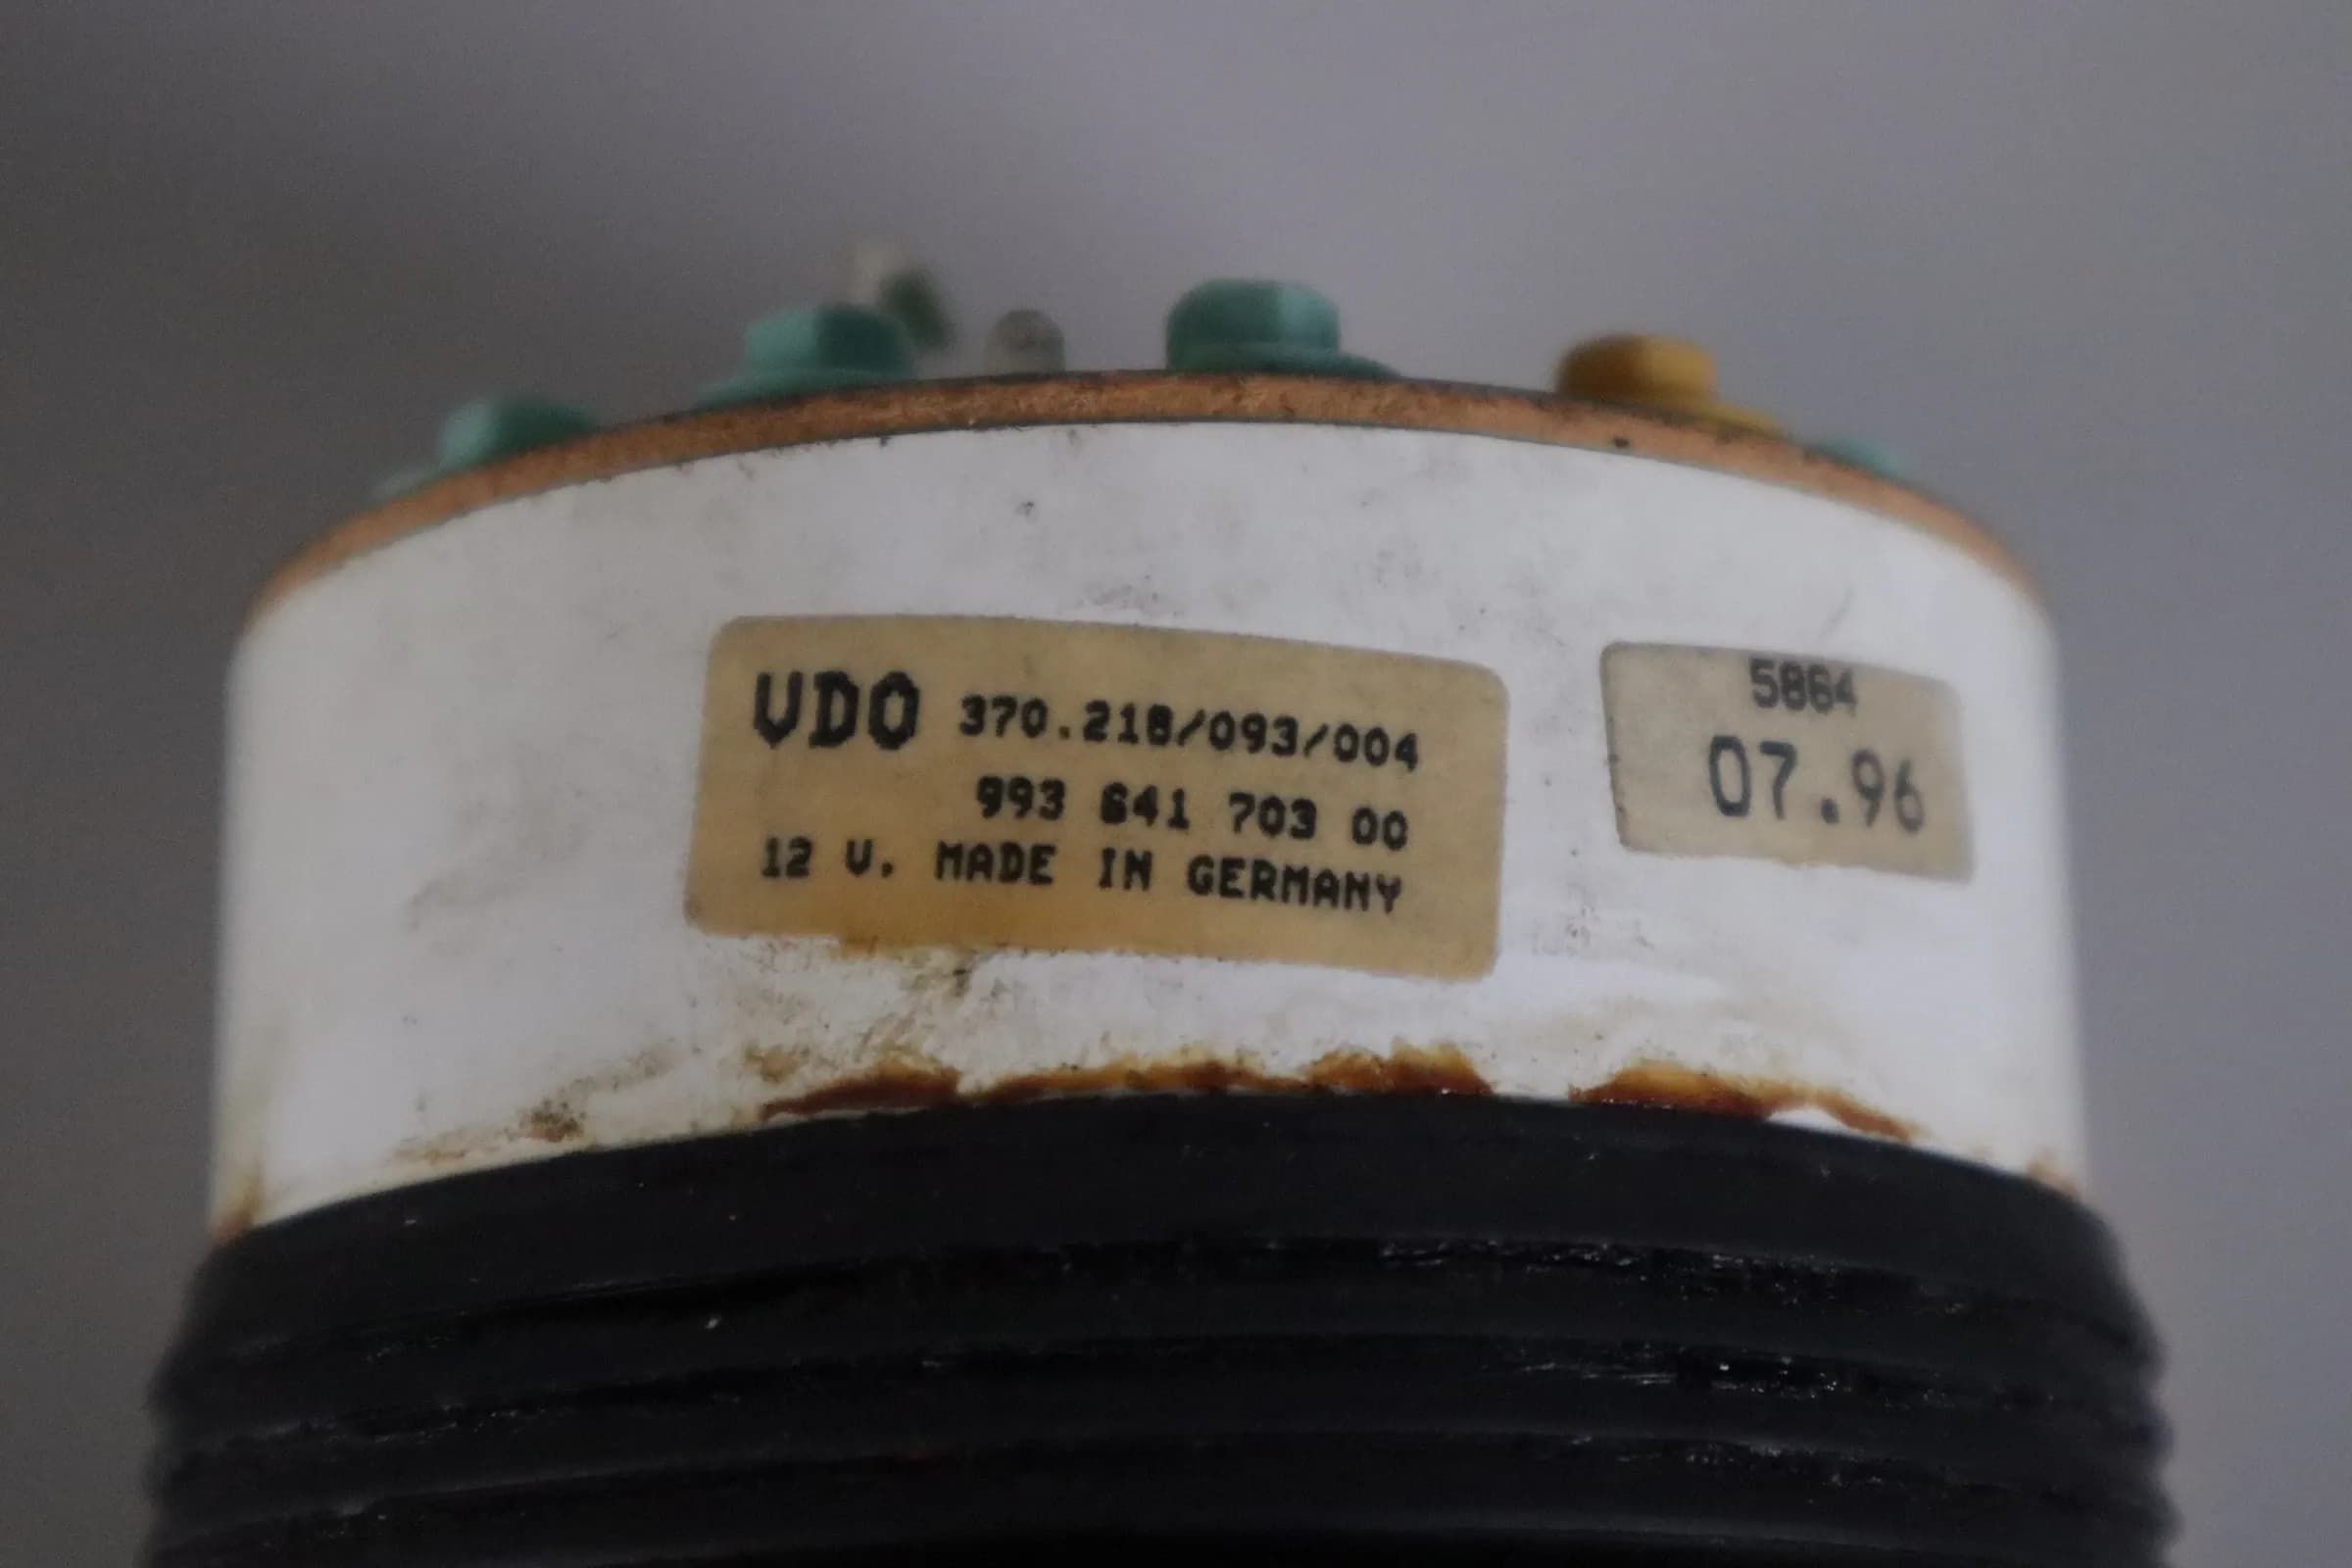 VDO 370.218/093/004
993 641 703 00
12 V. MADE IN GERMANY
5864
07.96